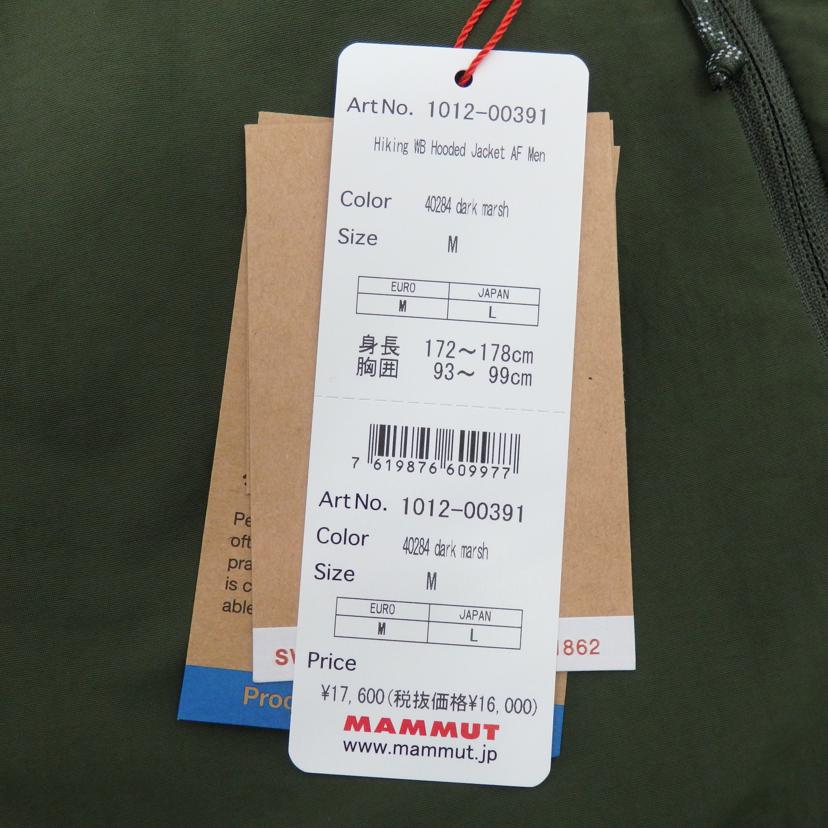 Art No. 1012-00391
Hiking WB Hooded Jacket AF Men
Color 40284 dark marsh
Size M
EURO JAPAN
M L
身長 172～178cm
胸囲 93～ 99cm
7 619876 609977
Art No. 1012-00391
Color 40284 dark marsh
Size M
EURO JAPAN
M L
Price
¥17,600(税抜価格¥16,000)
MAMMUT
www.mammut.jp
is
1862